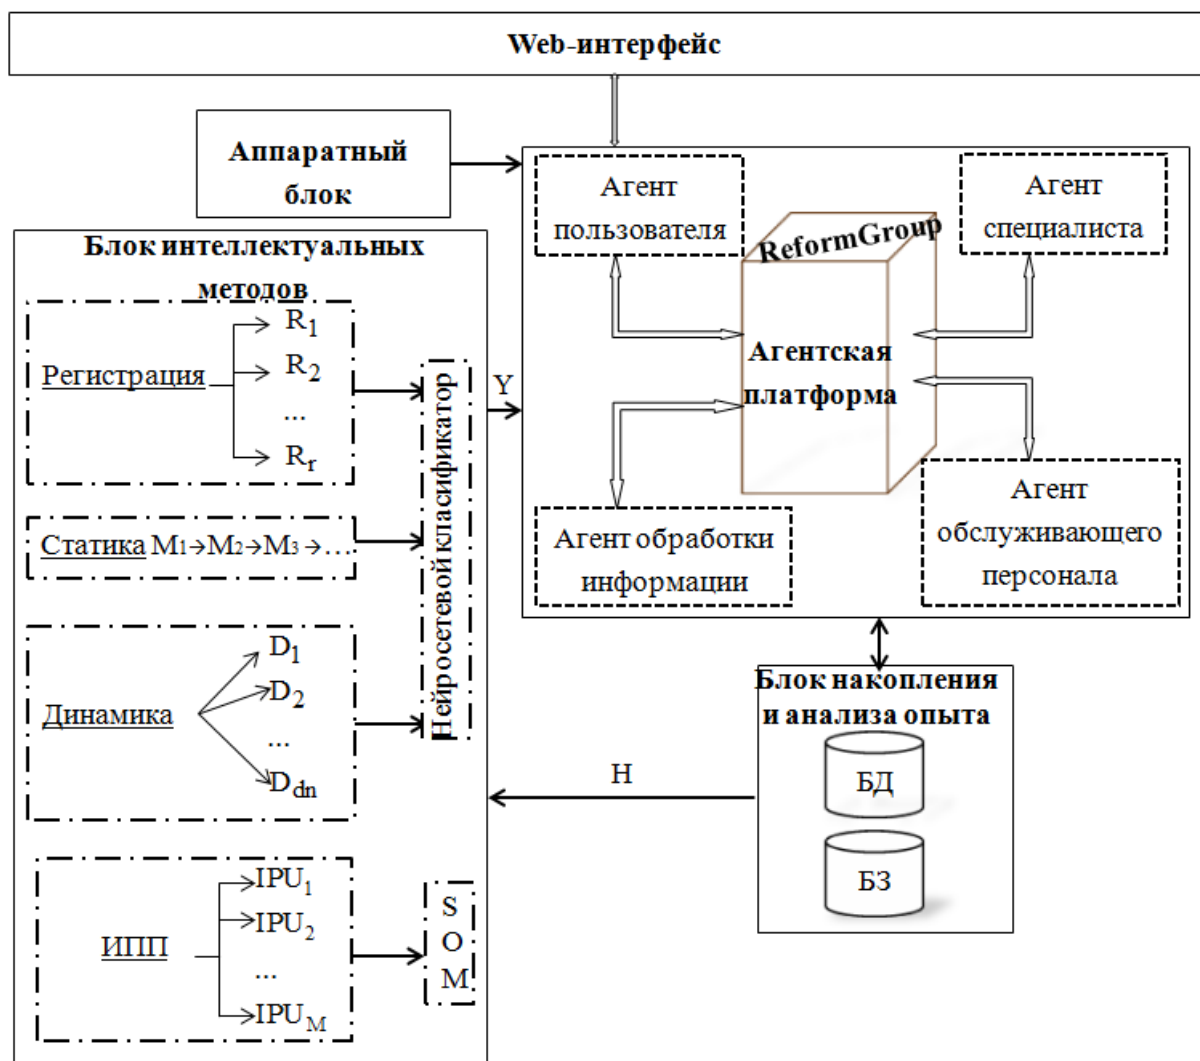 Web-интерфейс
Аппаратный
блок
Агент
пользователя
Агент
специалиста
ReformGroup
Агентская
платформа
Агент обработки
информации
Агент
обслуживающего
персонала
Блок интеллектуальных
методов
Регистрация
R1
R2
...
Rr
Статика M1→M2→M3 →…
Динамика
D1
D2
...
Ddn
Нейросетевой класификатор
Y
ИПП
IPU1
IPU2
...
IPUM
S
O
M
H
Блок накопления
и анализа опыта
БД
БЗ